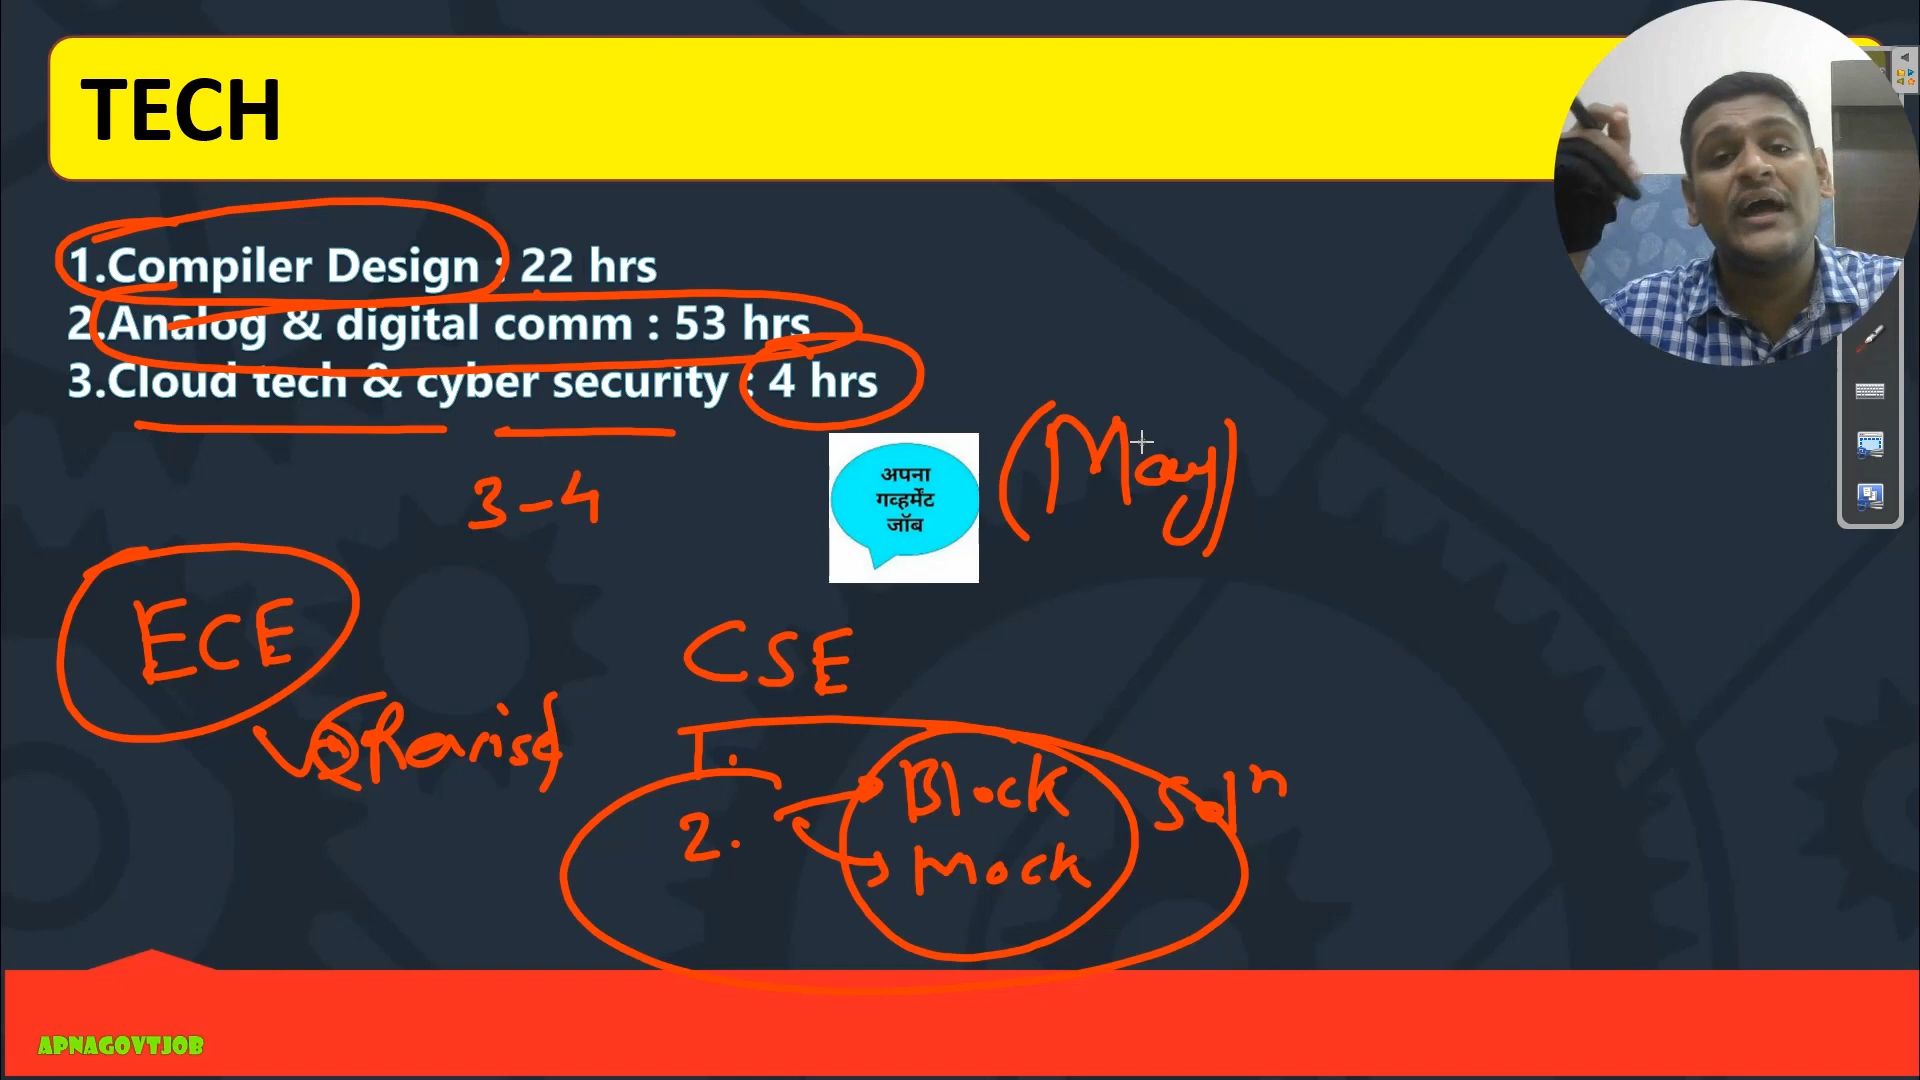 TECH
1.Compiler Design : 22 hrs
2.Analog & digital comm : 53 hrs
3.Cloud tech & cyber security : 4 hrs
अपना
गव्हर्मेंट
जॉब
(May)
3-4
ECE
CSE
1.
2.
Block
Mock
Solⁿ
APNAGOVTJOB